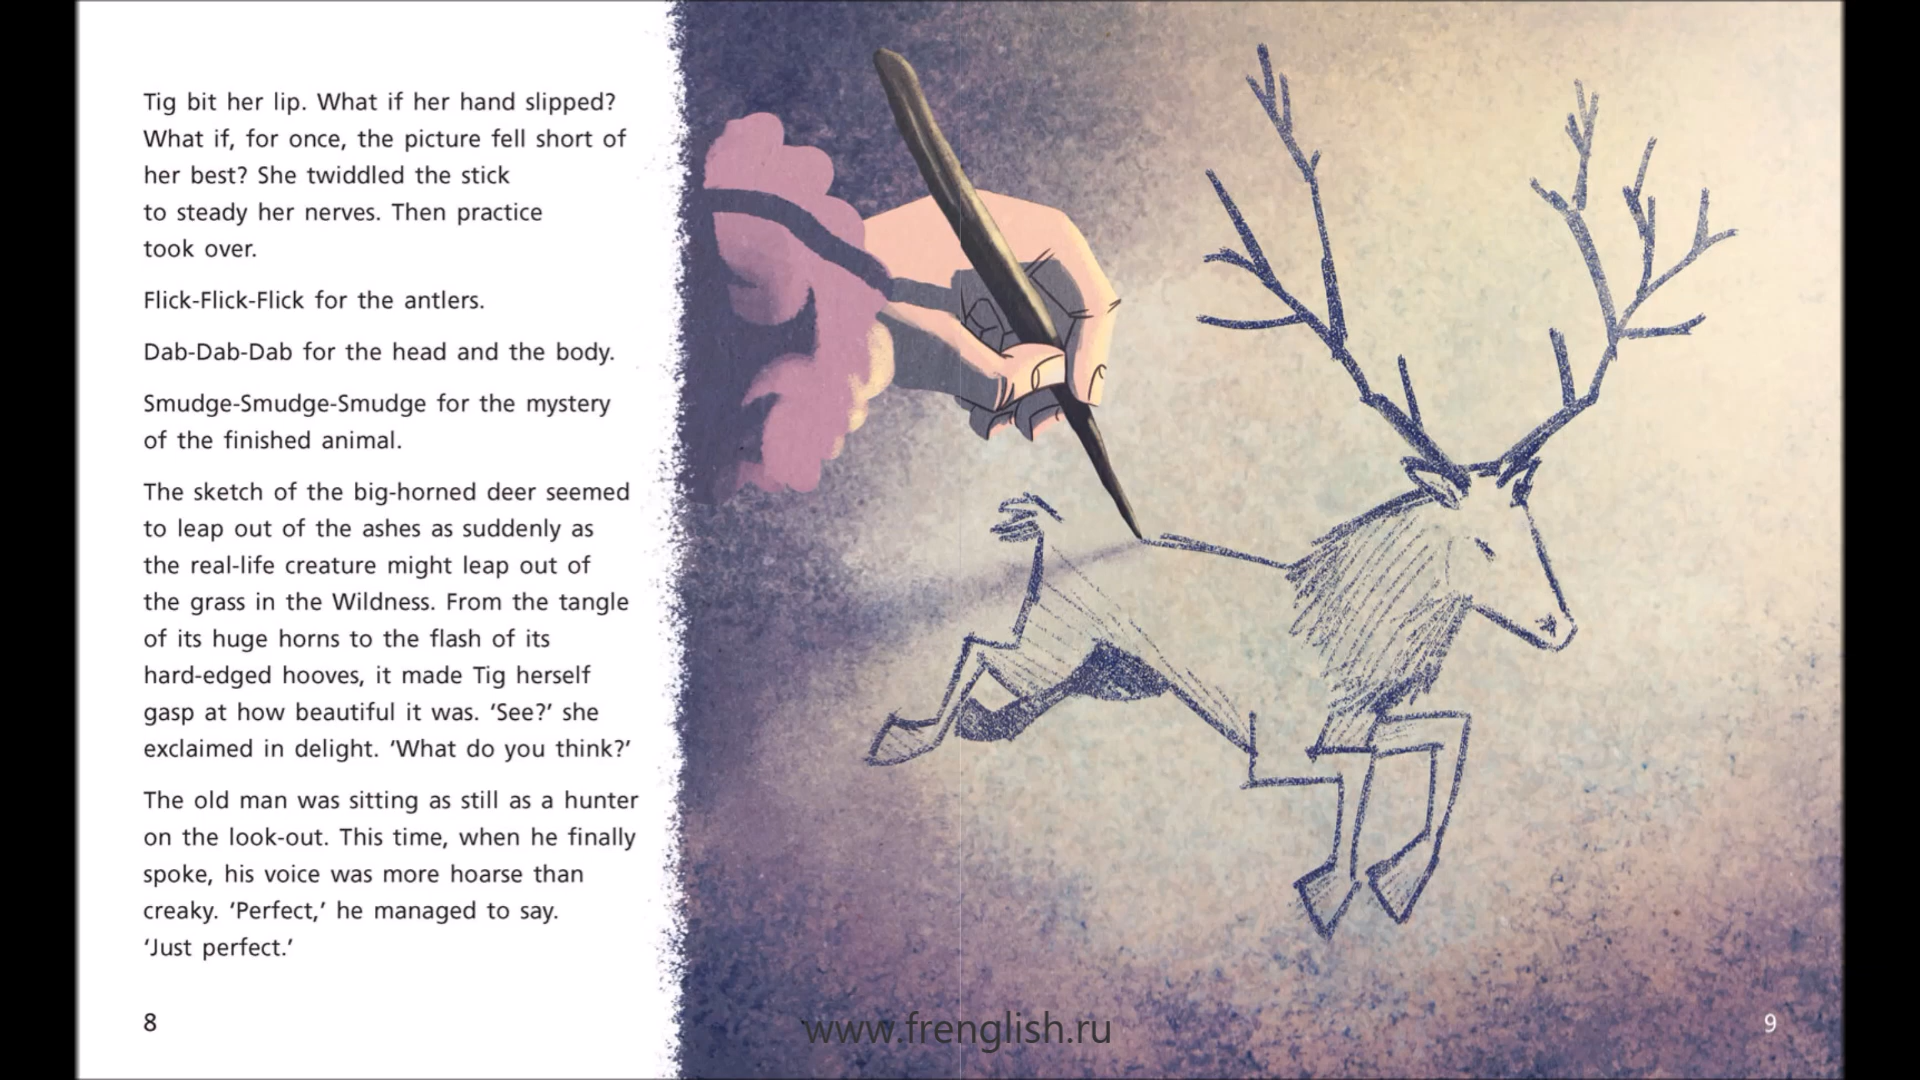 Tig bit her lip. What if her hand slipped?
What if, for once, the picture fell short of
her best? She twiddled the stick
to steady her nerves. Then practice
took over.
Flick-Flick-Flick for the antlers.
Dab-Dab-Dab for the head and the body.
Smudge-Smudge-Smudge for the mystery
of the finished animal.
The sketch of the big-horned deer seemed
to leap out of the ashes as suddenly as
the real-life creature might leap out of
the grass in the Wildness. From the tangle
of its huge horns to the flash of its
hard-edged hooves, it made Tig herself
gasp at how beautiful it was. ‘See?’ she
exclaimed in delight. ‘What do you think?’
The old man was sitting as still as a hunter
on the look-out. This time, when he finally
spoke, his voice was more hoarse than
creaky. ‘Perfect,’ he managed to say.
‘Just perfect.’
8
www.frenglish.ru
9